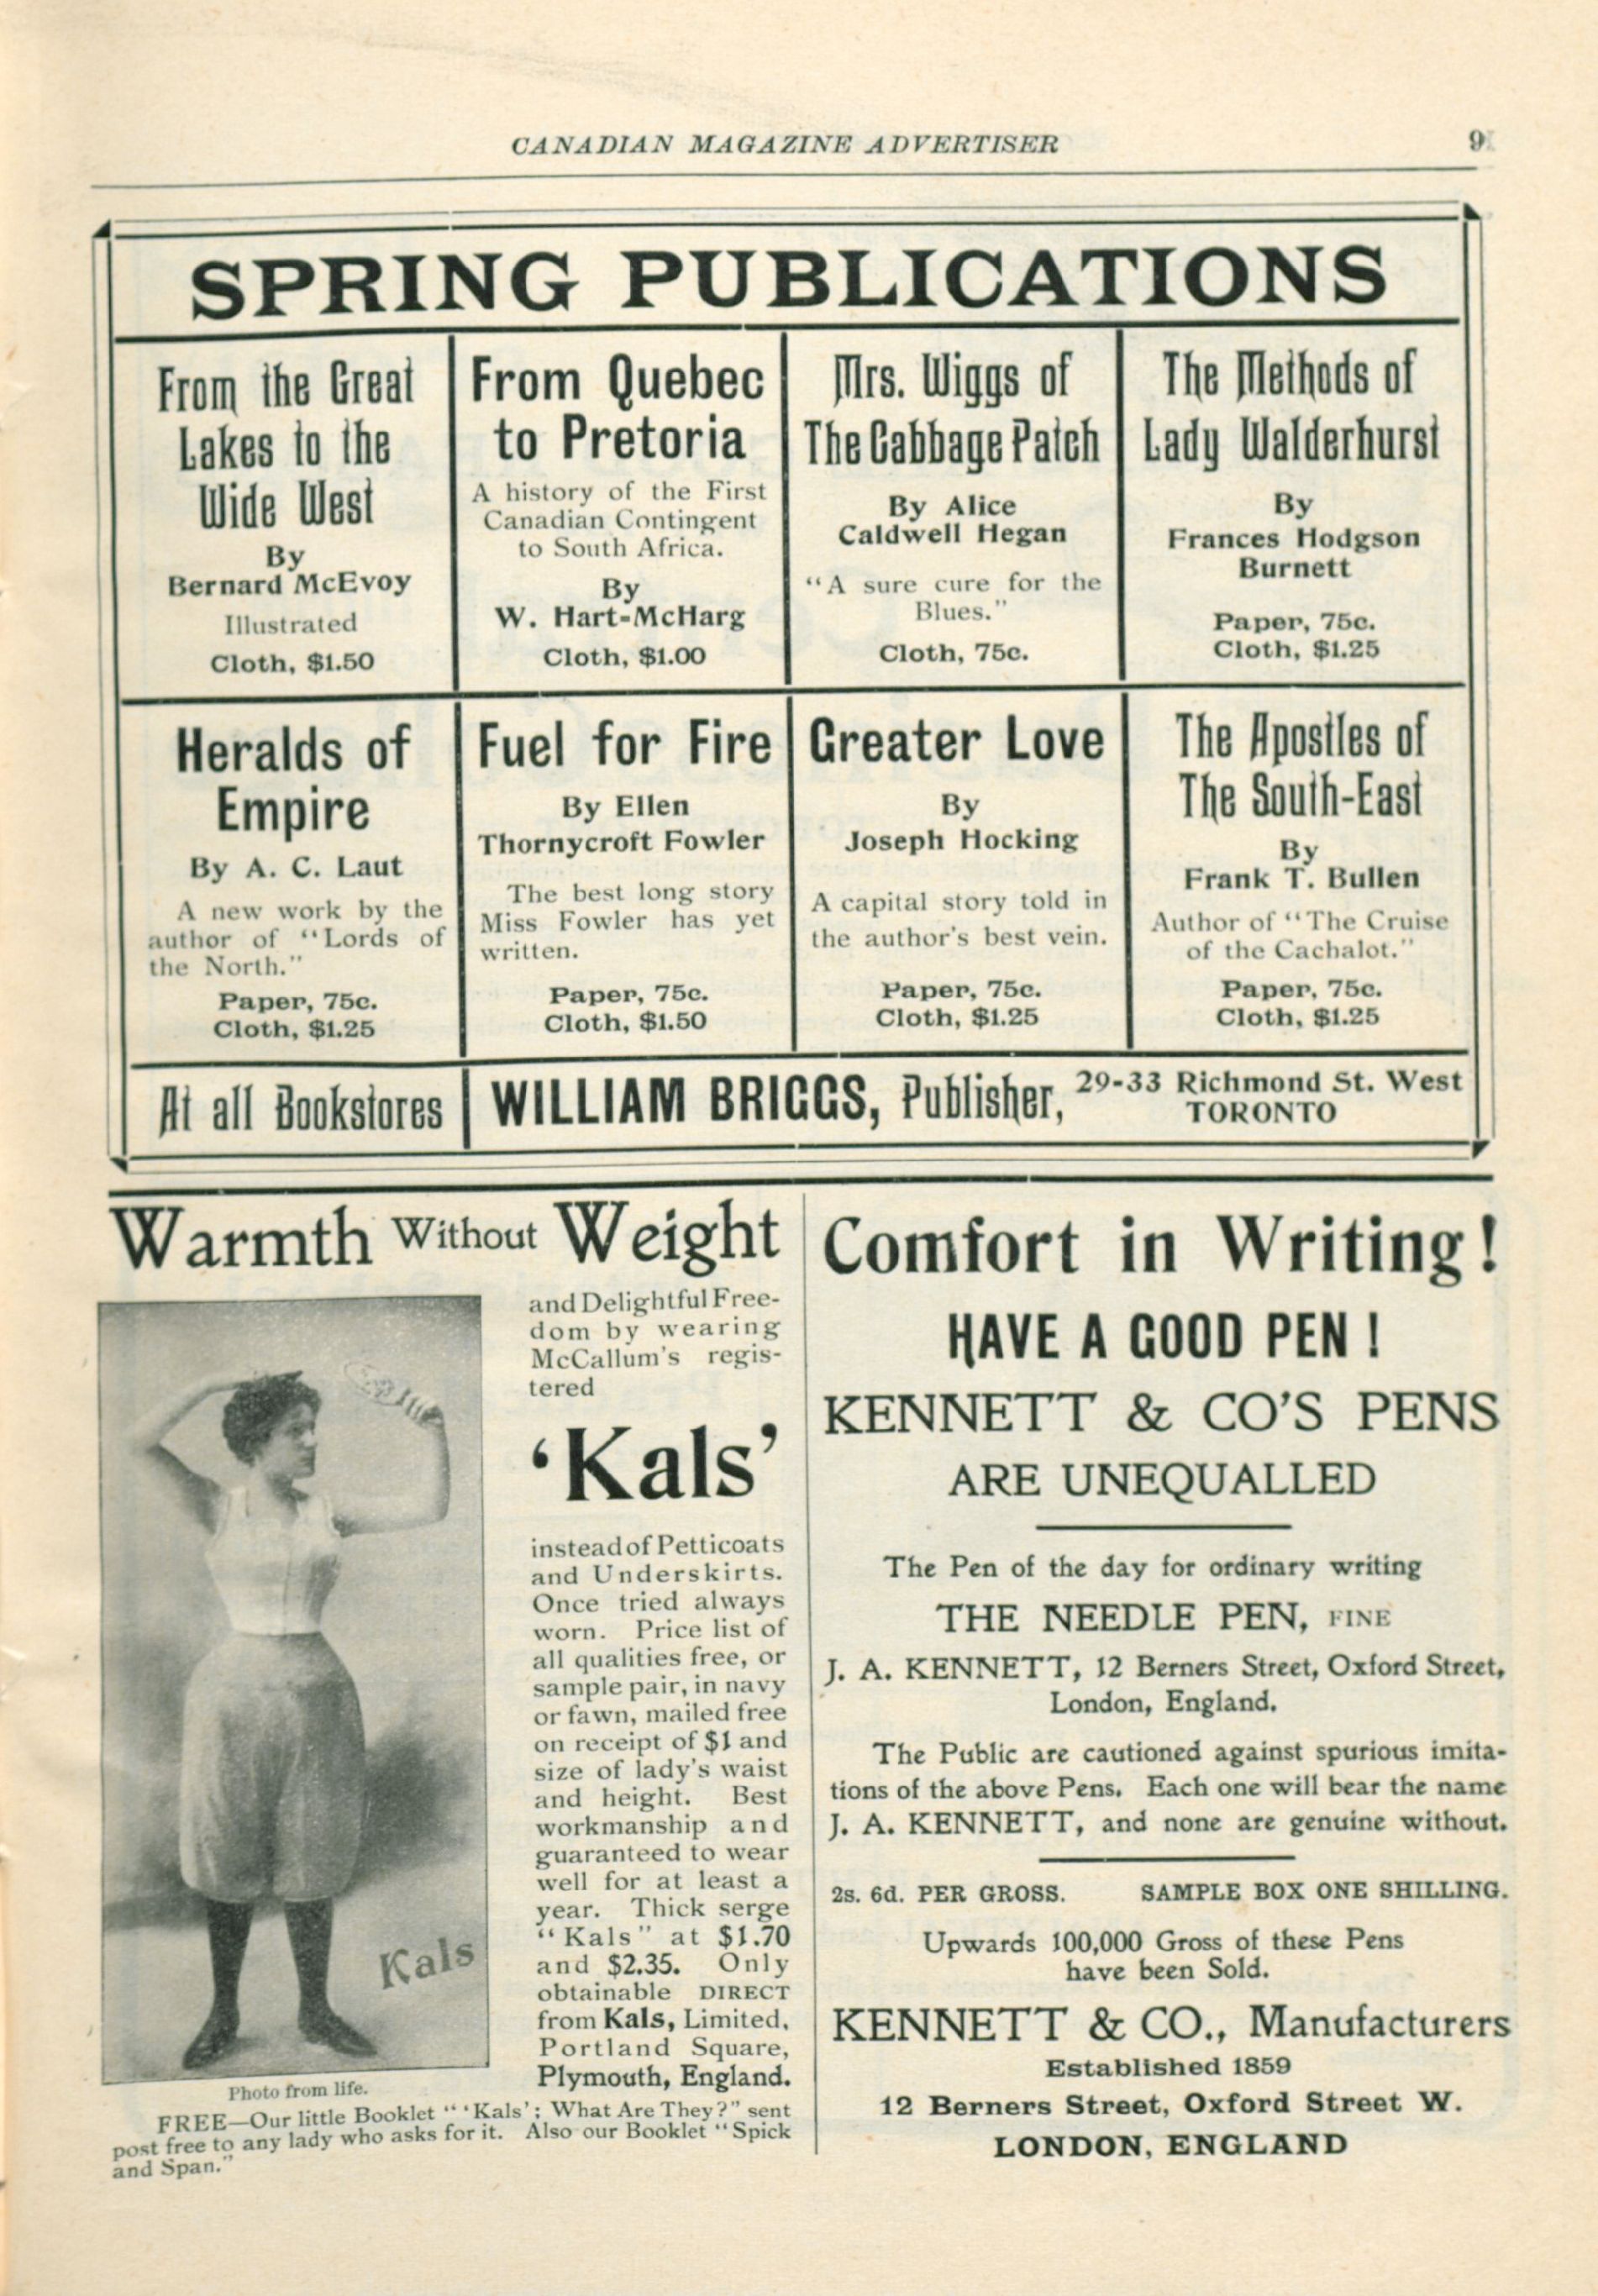 CANADIAN MAGAZINE ADVERTISER
9
SPRING PUBLICATIONS
From the Great
Lakes to the
Wide West
By
Bernard McEvoy
Illustrated
Cloth, $1.50
From Quebec
to Pretoria
A history of the First
Canadian Contingent
to South Africa.
By
W. Hart-McHarg
Cloth, $1.00
Mrs. Wiggs of
The Cabbage Patch
By Alice
Caldwell Hegan
"A sure cure for the
Blues."
Cloth, 75c.
The Methods of
Lady Walderhurst
By
Frances Hodgson
Burnett
Paper, 75c.
Cloth, $1.25
Heralds of
Empire
By A. C. Laut
A new work by the
author of "Lords of
the North."
Paper, 75c.
Cloth, $1.25
Fuel for Fire
By Ellen
Thornycroft Fowler
The best long story
Miss Fowler has yet
written.
Paper, 75c.
Cloth, $1.50
Greater Love
By
Joseph Hocking
A capital story told in
the author's best vein.
Paper, 75c.
Cloth, $1.25
The Apostles of
The South-East
By
Frank T. Bullen
Author of "The Cruise
of the Cachalot."
Paper, 75c.
Cloth, $1.25
At all Bookstores
WILLIAM BRIGGS, Publisher,
29-33 Richmond St. West
TORONTO
Warmth Without Weight
and Delightful Free-
dom by wearing
McCallum's regis-
tered
'Kals'
instead of Petticoats
and Underskirts.
Once tried always
worn. Price list of
all qualities free, or
sample pair, in navy
or fawn, mailed free
on receipt of $1 and
size of lady's waist
and height. Best
workmanship and
guaranteed to wear
well for at least a
year. Thick serge
"Kals" at $1.70
and $2.35. Only
obtainable DIRECT
from Kals, Limited,
Portland Square,
Plymouth, England.
Kals
Photo from life.
FREE—Our little Booklet "'Kals': What Are They?" sent
post free to any lady who asks for it. Also our Booklet "Spick
and Span."
Comfort in Writing!
HAVE A GOOD PEN!
KENNETT & CO'S PENS
ARE UNEQUALLED
The Pen of the day for ordinary writing
THE NEEDLE PEN, FINE
J. A. KENNETT, 12 Berners Street, Oxford Street,
London, England.
The Public are cautioned against spurious imita-
tions of the above Pens. Each one will bear the name
J. A. KENNETT, and none are genuine without.
2s. 6d. PER GROSS. SAMPLE BOX ONE SHILLING.
Upwards 100,000 Gross of these Pens
have been Sold.
KENNETT & CO., Manufacturers
Established 1859
12 Berners Street, Oxford Street W.
LONDON, ENGLAND